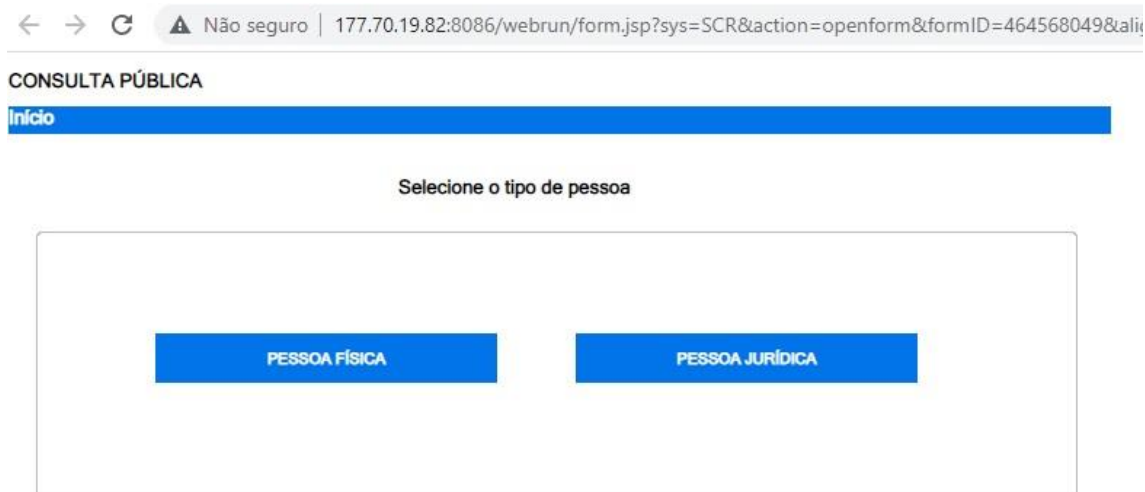 Não seguro | 177.70.19.82:8086/webrun/form.jsp?sys=SCR&action=openform&formID=464568049&ali
CONSULTA PÚBLICA
Início
Selecione o tipo de pessoa
PESSOA FÍSICA PESSOA JURÍDICA